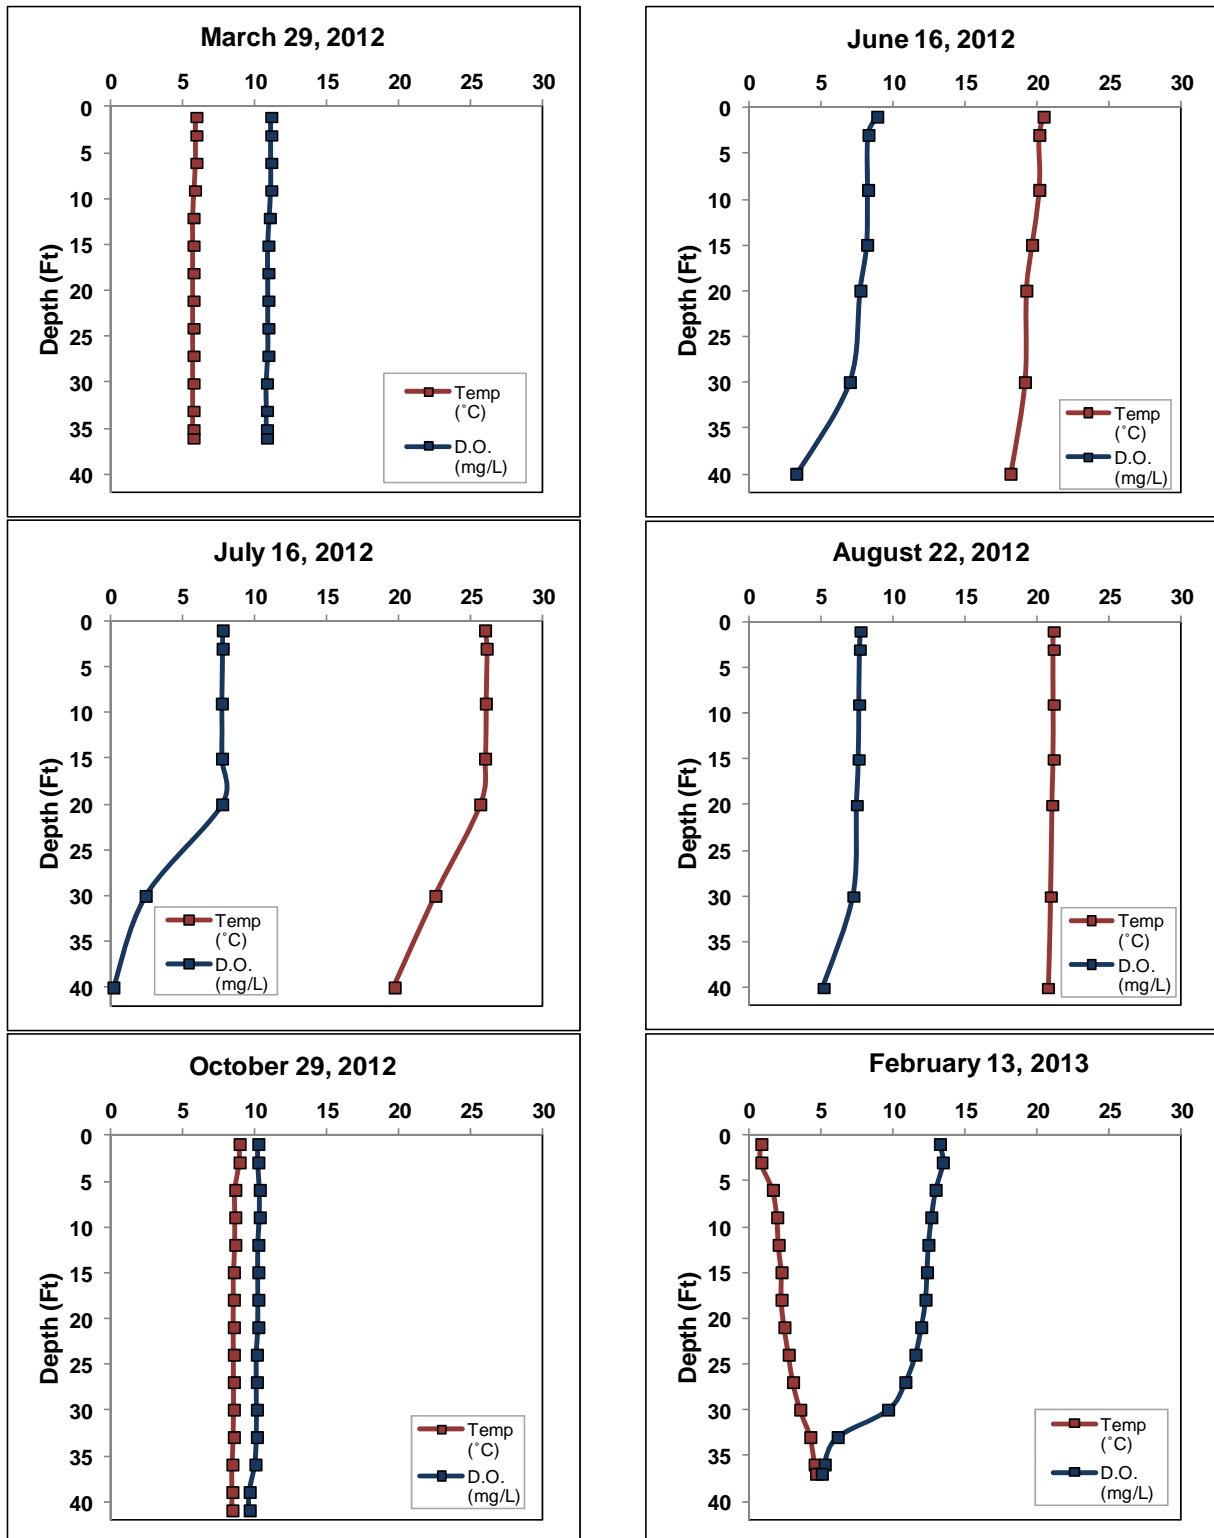 March 29, 2012
0 5 10 15 20 25 30
0
5
10
15
20
25
30
35
40
Depth (Ft)
Temp
(˚C)
D.O.
(mg/L)
June 16, 2012
0 5 10 15 20 25 30
0
5
10
15
20
25
30
35
40
Depth (Ft)
Temp
(˚C)
D.O.
(mg/L)
July 16, 2012
0 5 10 15 20 25 30
0
5
10
15
20
25
30
35
40
Depth (Ft)
Temp
(˚C)
D.O.
(mg/L)
August 22, 2012
0 5 10 15 20 25 30
0
5
10
15
20
25
30
35
40
Depth (Ft)
Temp
(˚C)
D.O.
(mg/L)
October 29, 2012
0 5 10 15 20 25 30
0
5
10
15
20
25
30
35
40
Depth (Ft)
Temp
(˚C)
D.O.
(mg/L)
February 13, 2013
0 5 10 15 20 25 30
0
5
10
15
20
25
30
35
40
Depth (Ft)
Temp
(˚C)
D.O.
(mg/L)